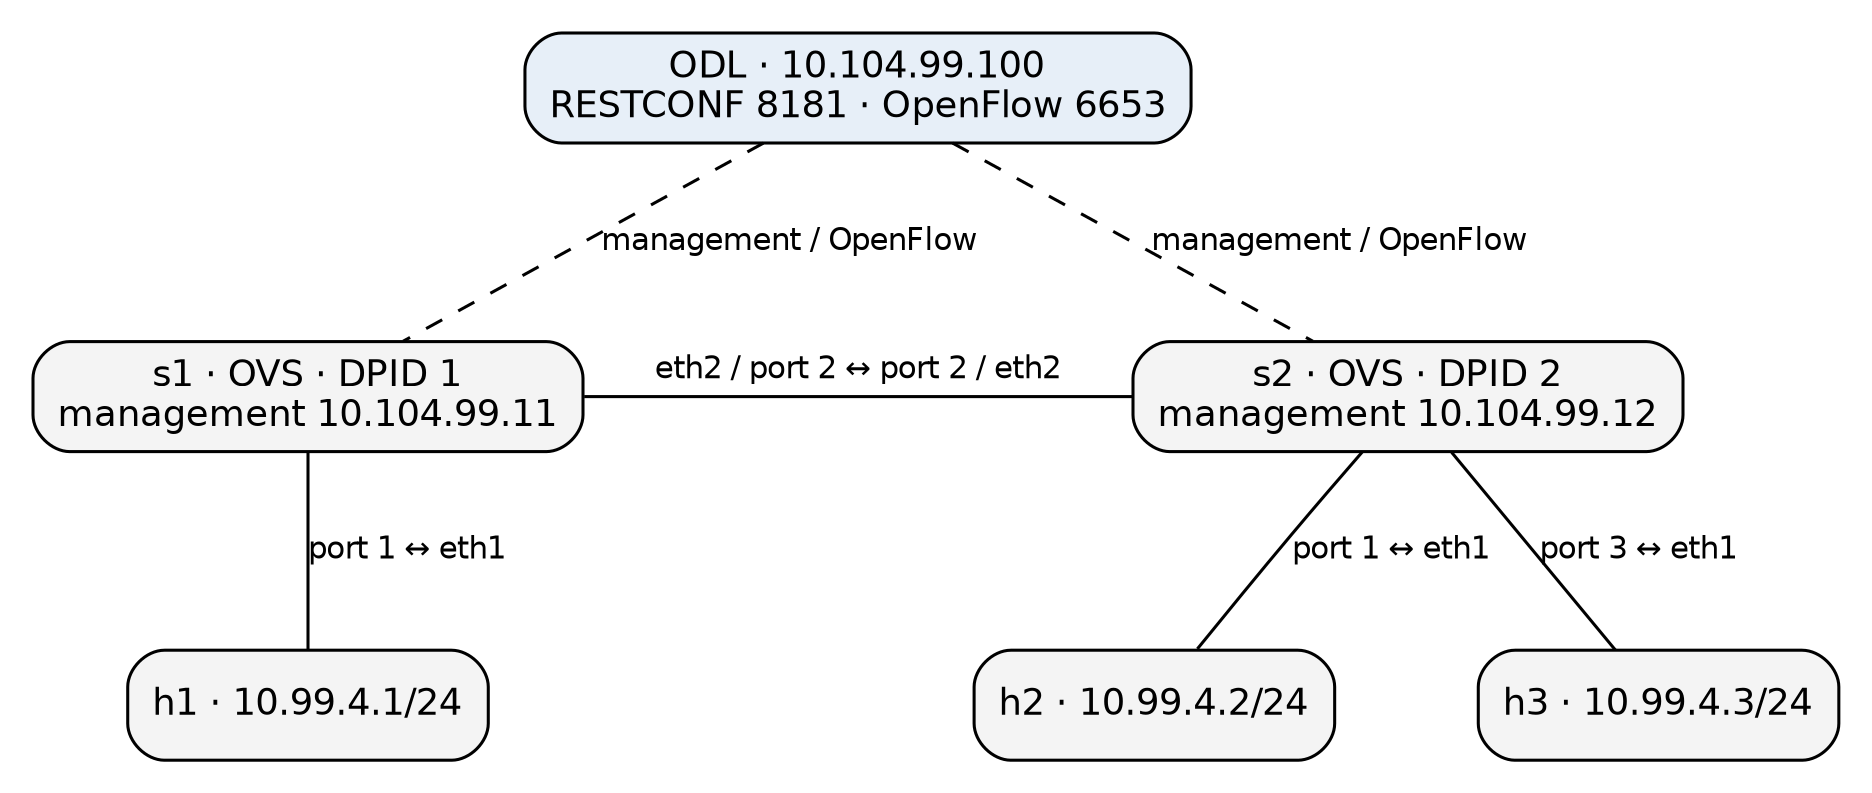 ODL · 10.104.99.100
RESTCONF 8181 · OpenFlow 6653
management / OpenFlow
management / OpenFlow
s1 · OVS · DPID 1
management 10.104.99.11
eth2 / port 2 ↔ port 2 / eth2
s2 · OVS · DPID 2
management 10.104.99.12
port 1 ↔ eth1
port 1 ↔ eth1
port 3 ↔ eth1
h1 · 10.99.4.1/24
h2 · 10.99.4.2/24
h3 · 10.99.4.3/24